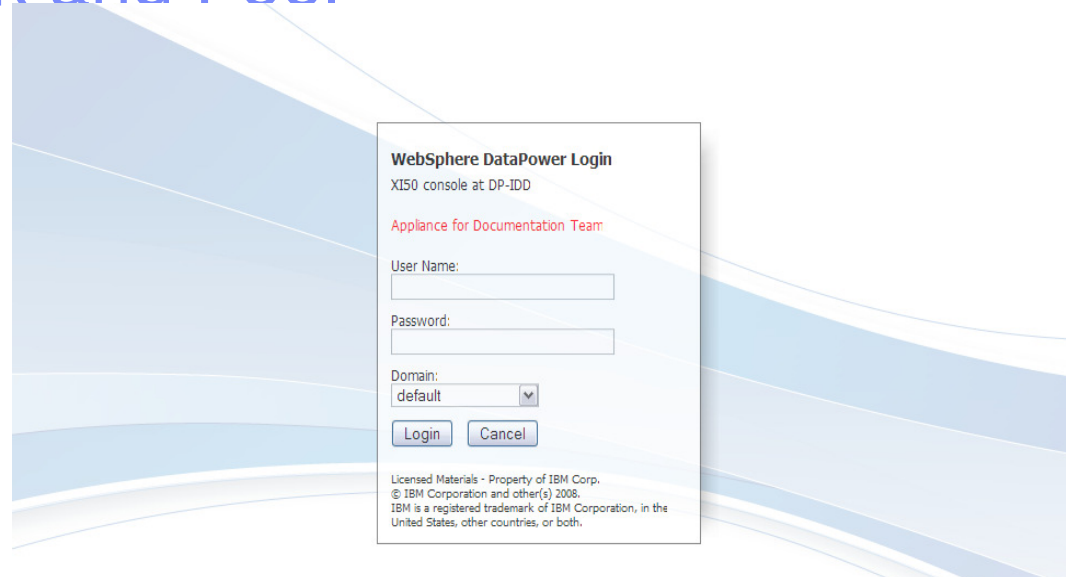 WebSphere DataPower Login
XI50 console at DP-IDD
Appliance for Documentation Team
User Name:
Password:
Domain:
default
Login Cancel
Licensed Materials - Property of IBM Corp.
© IBM Corporation and other(s) 2008.
IBM is a registered trademark of IBM Corporation, in the
United States, other countries, or both.